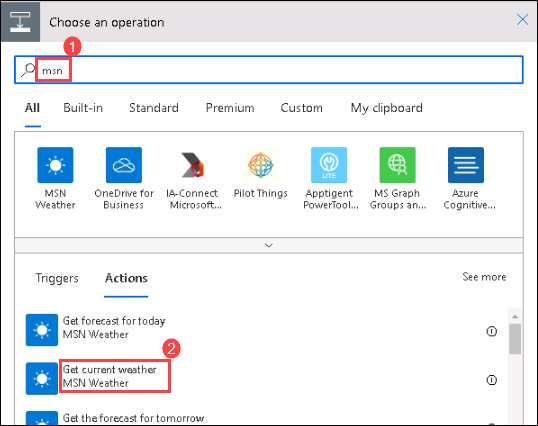 Choose an operation
1
msn
All Built-in Standard Premium Custom My clipboard
MSN Weather
OneDrive for Business
IA-Connect Microsoft...
Pilot Things
LITE
Apptigent PowerTool...
MS Graph Groups an...
Azure Cognitive...
Triggers Actions See more
Get forecast for today
MSN Weather
2
Get current weather
MSN Weather
Get the forecast for tomorrow